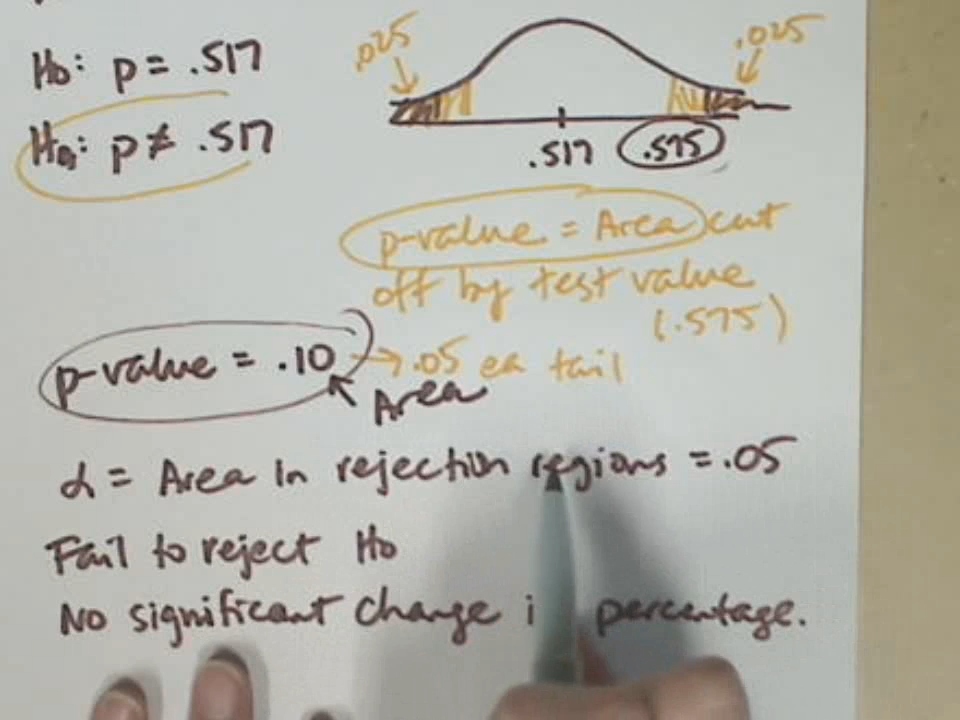 Ho: p = .517
Ha: p ≠ .517
.025
.025
.517
.575
p-value = Area cut
off by test value
(.575)
p-value = .10 → .05 ea tail
Area
α = Area in rejection regions = .05
Fail to reject Ho
No significant change i percentage.